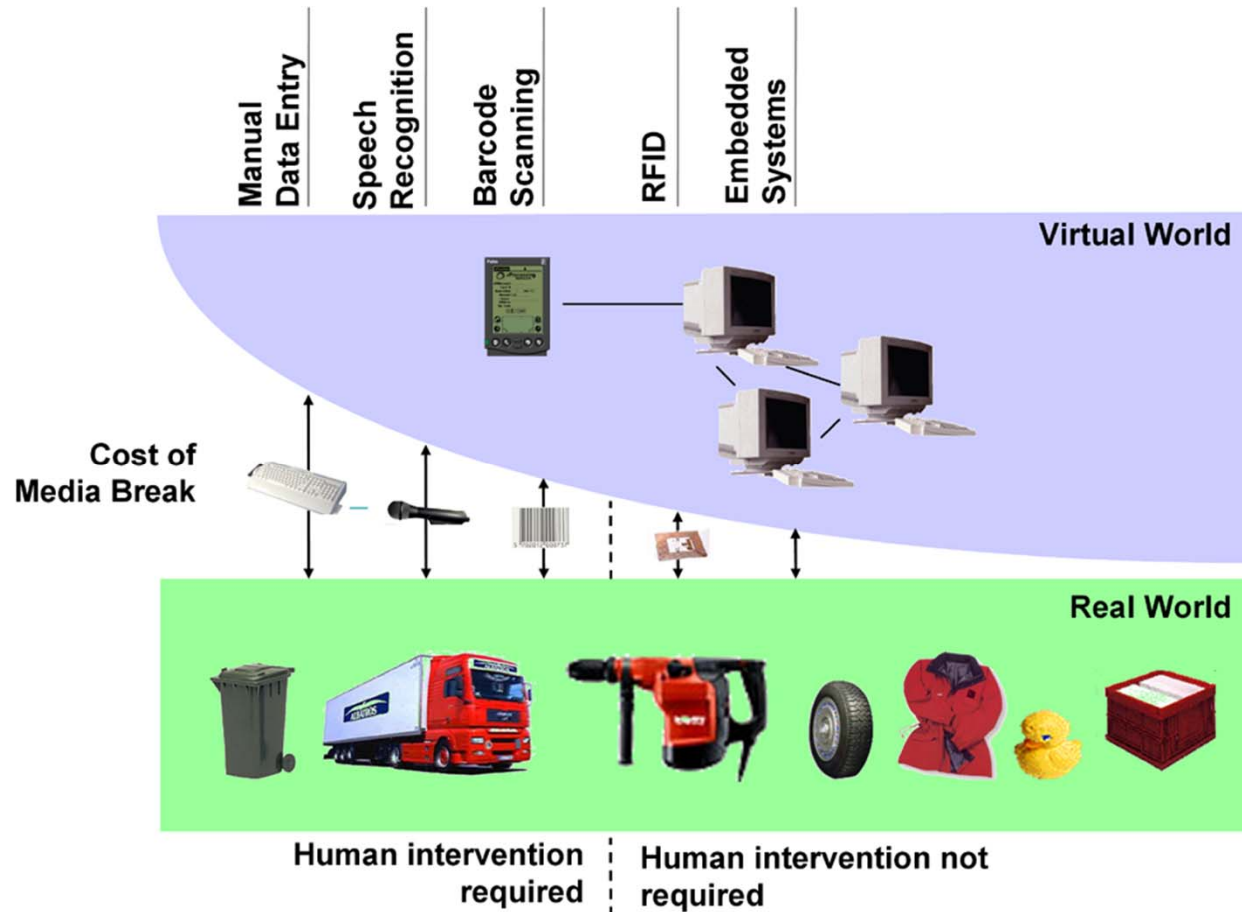 Manual
Data Entry
Speech
Recognition
Barcode
Scanning
RFID
Embedded
Systems
Virtual World
Cost of
Media Break
Real World
Human intervention
required
Human intervention not
required